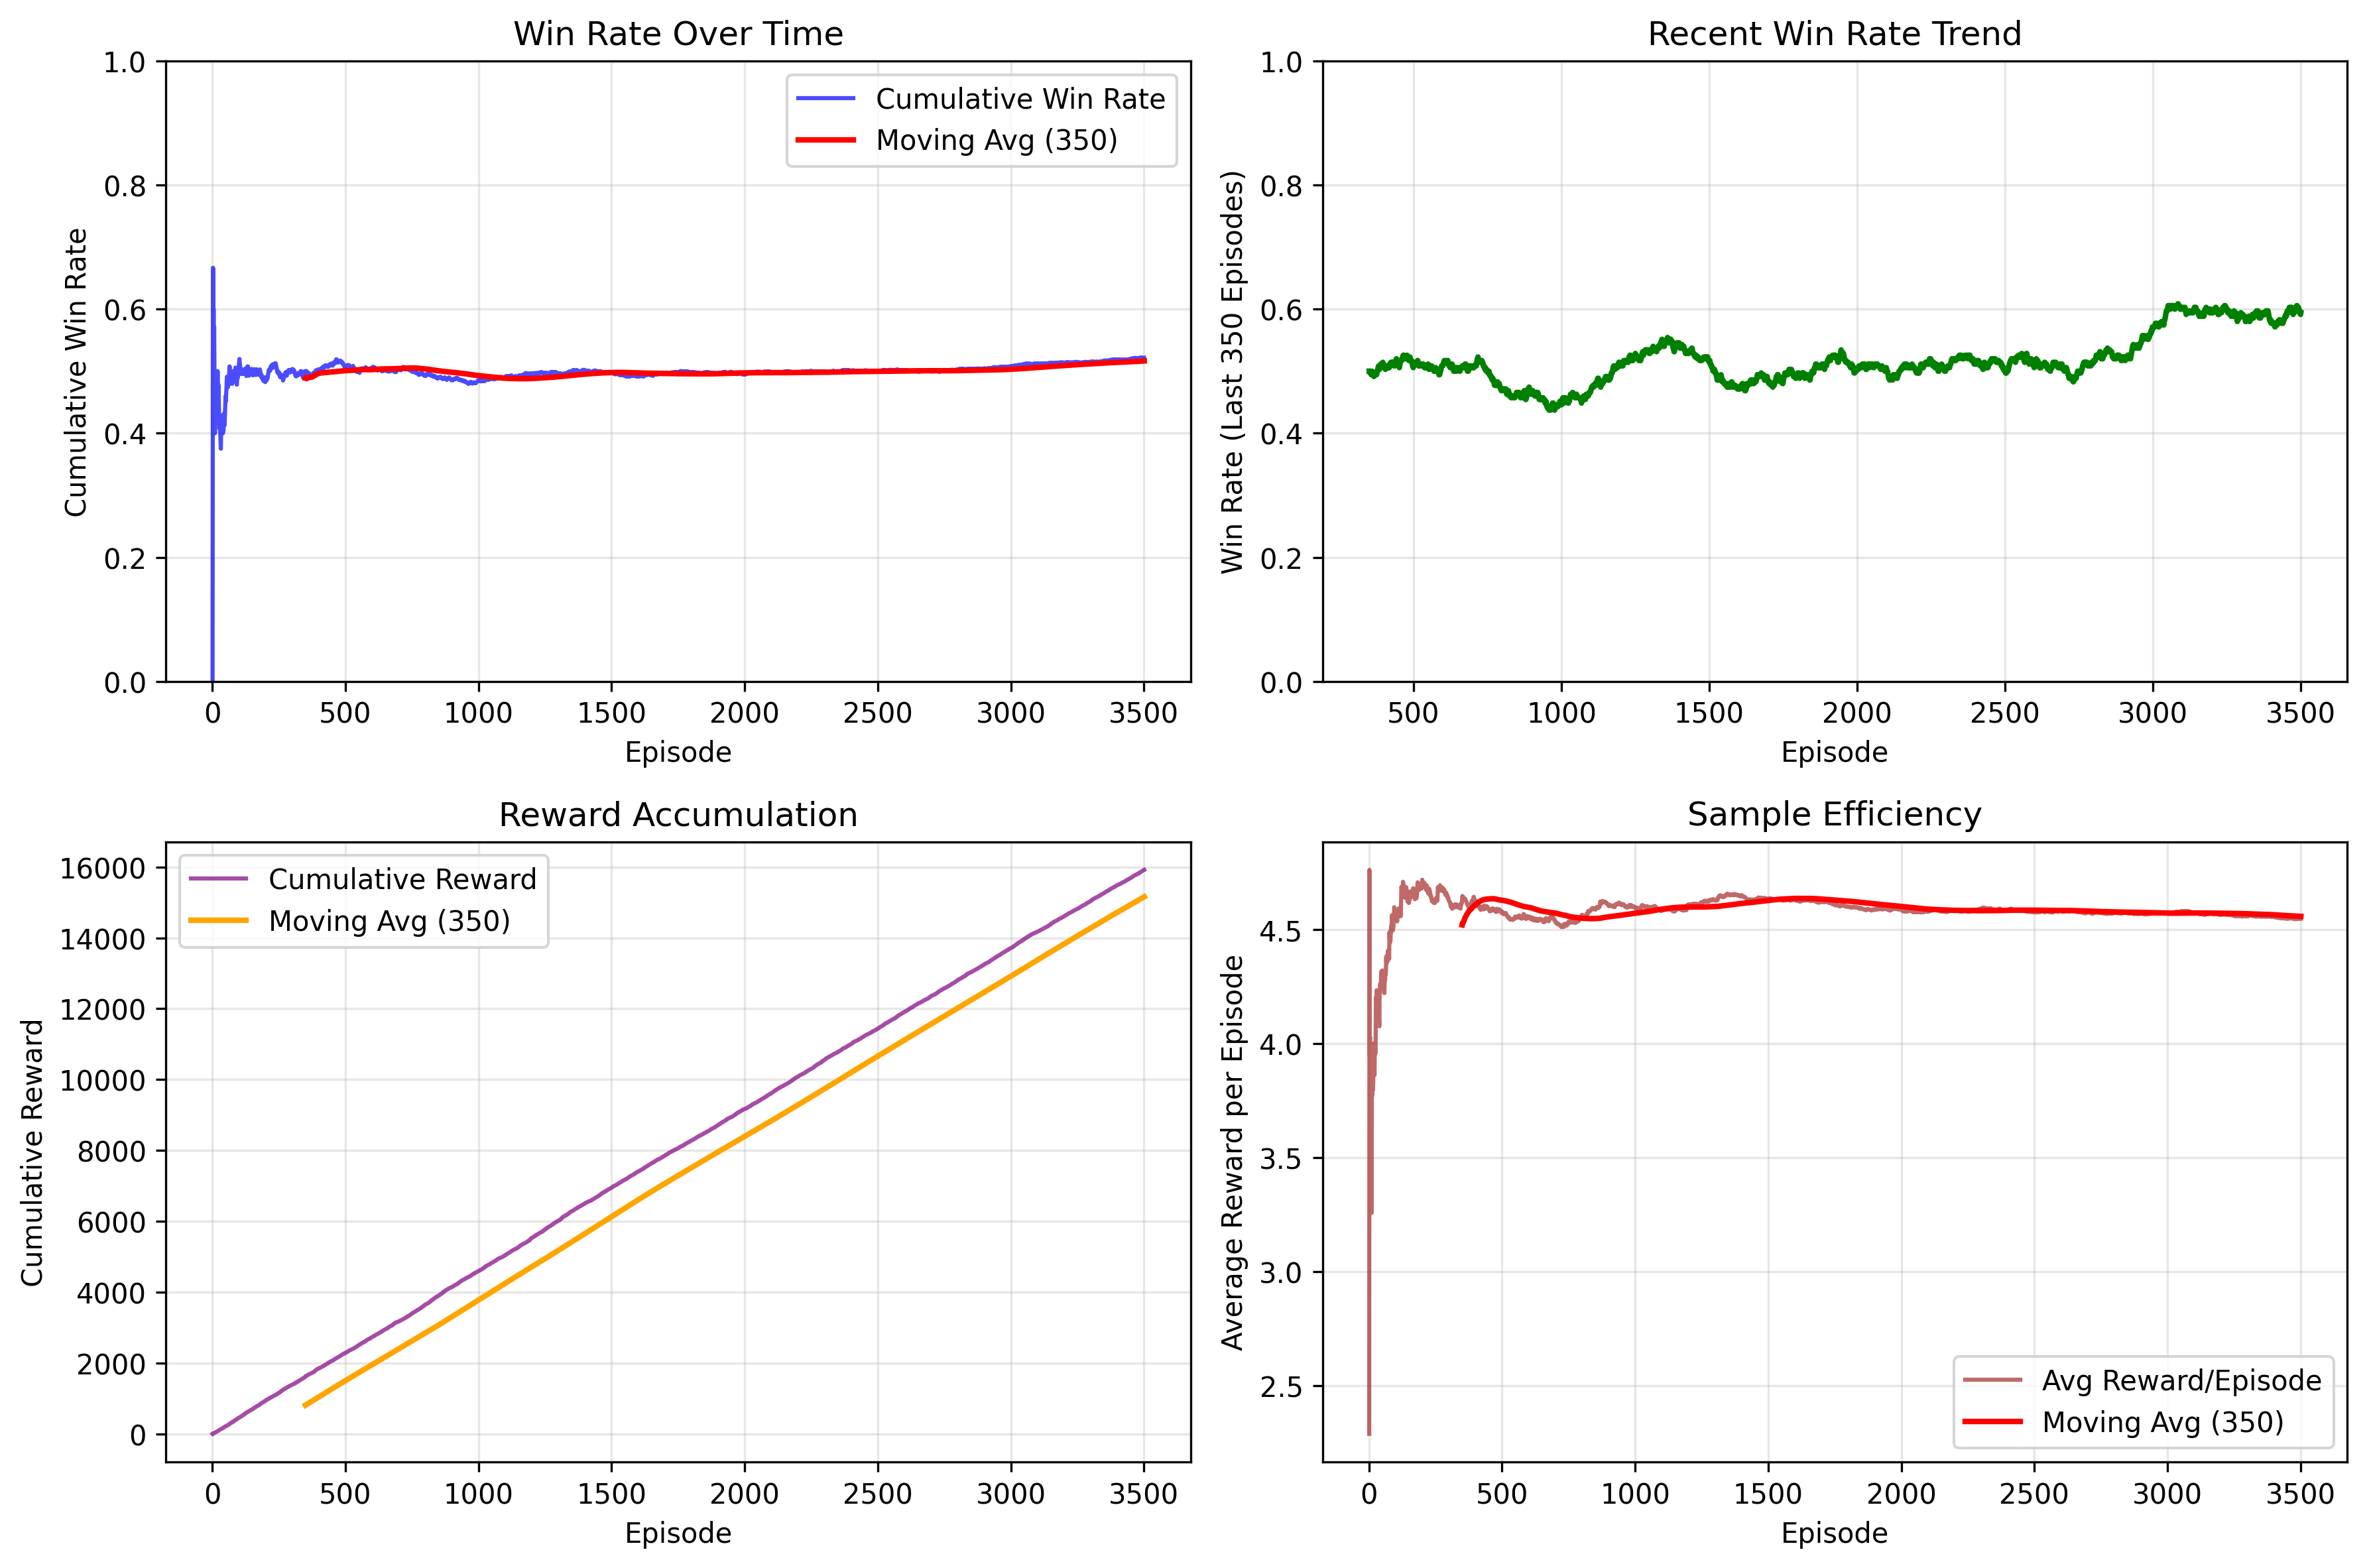 Win Rate Over Time
Cumulative Win Rate
1.0
0.8
0.6
0.4
0.2
0.0
Cumulative Win Rate
Moving Avg (350)
0 500 1000 1500 2000 2500 3000 3500
Episode
Recent Win Rate Trend
Win Rate (Last 350 Episodes)
1.0
0.8
0.6
0.4
0.2
0.0
500 1000 1500 2000 2500 3000 3500
Episode
Reward Accumulation
Cumulative Reward
16000
14000
12000
10000
8000
6000
4000
2000
0
Cumulative Reward
Moving Avg (350)
0 500 1000 1500 2000 2500 3000 3500
Episode
Sample Efficiency
Average Reward per Episode
4.5
4.0
3.5
3.0
2.5
Avg Reward/Episode
Moving Avg (350)
0 500 1000 1500 2000 2500 3000 3500
Episode